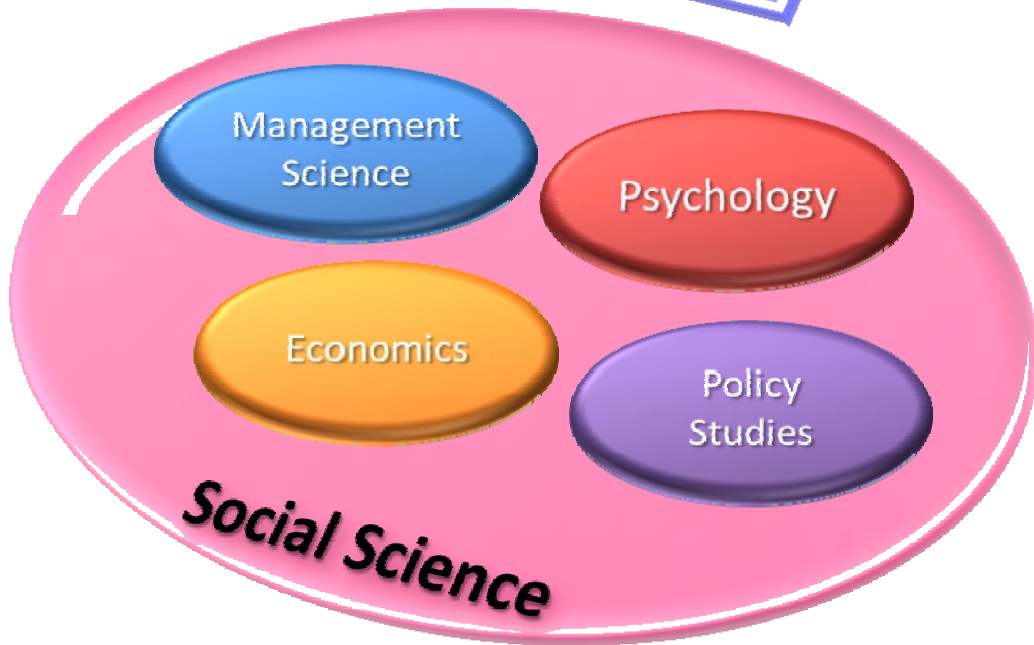 Management
Science
Psychology
Economics
Policy
Studies
Social Science